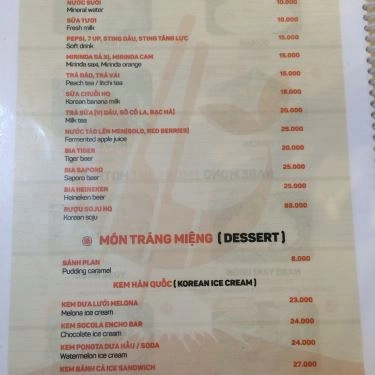 NƯỚC SUỐI 10.000
Mineral water
SỮA TƯƠI 10.000
Fresh milk
PEPSI, 7 UP, STING DÂU, STING TĂNG LỰC 15.000
Soft drink
MIRINDA SÁ XỊ, MIRINDA CAM 15.000
Mirinda saxi, Mirinda orange
TRÀ ĐÀO, TRÀ VẢI 15.000
Peach tea / litchi tea
SỮA CHUỐI HQ 18.000
Korean banana milk
TRÀ SỮA (VỊ DÂU, SÔ CÔ LA, BẠC HÀ) 20.000
Milk tea
NƯỚC TÁO LÊN MEN(GOLD, RED BERRIES) 25.000
Fermented apple juice
BIA TIGER 20.000
Tiger beer
BIA SAPORO 25.000
Saporo beer
BIA HEINEKEN 25.000
Heineken beer
RƯỢU SOJU HQ 88.000
Korean soju
MÓN TRÁNG MIỆNG ( DESSERT )
BÁNH PLAN 8.000
Pudding caramel
KEM HÀN QUỐC ( KOREAN ICE CREAM )
KEM DƯA LƯỚI MELONA 23.000
Melona ice cream
KEM SOCOLA ENCHO BAR 24.000
Chocolate ice cream
KEM PONGTA DƯA HẤU / SODA 24.000
Watermelon ice cream
KEM BÁNH CÁ ICE SANDWICH 27.000